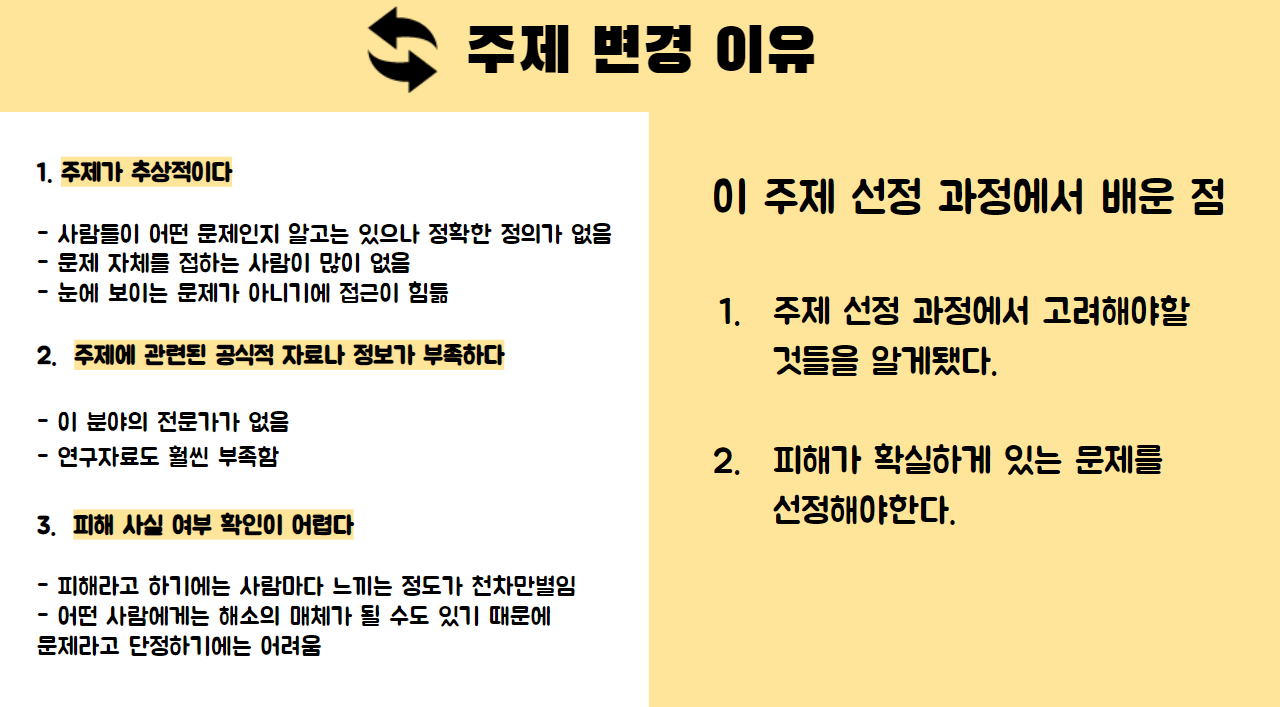 주제 변경 이유
1. 주제가 추상적이다
- 사람들이 어떤 문제인지 알고는 있으나 정확한 정의가 없음
- 문제 자체를 접하는 사람이 많이 없음
- 눈에 보이는 문제가 아니기에 접근이 힘듦
2. 주제에 관련된 공식적 자료나 정보가 부족하다
- 이 분야의 전문가가 없음
- 연구자료도 훨씬 부족함
3. 피해 사실 여부 확인이 어렵다
- 피해라고 하기에는 사람마다 느끼는 정도가 천차만별임
- 어떤 사람에게는 해소의 매체가 될 수도 있기 때문에
문제라고 단정하기에는 어려움
이 주제 선정 과정에서 배운 점
1. 주제 선정 과정에서 고려해야할
것들을 알게됐다.
2. 피해가 확실하게 있는 문제를
선정해야한다.